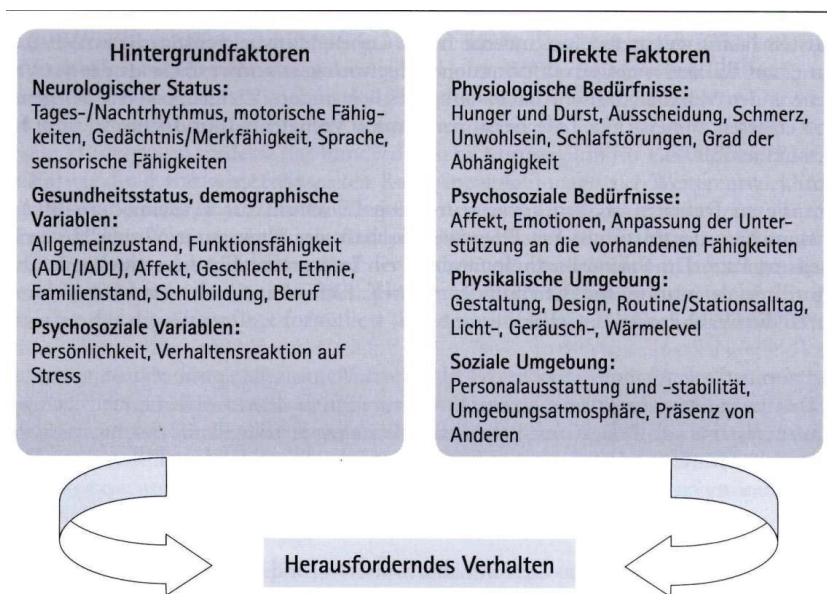 Hintergrundfaktoren
Neurologischer Status:
Tages-/Nachtrhythmus, motorische Fähig-
keiten, Gedächtnis/Merkfähigkeit, Sprache,
sensorische Fähigkeiten
Gesundheitsstatus, demographische
Variablen:
Allgemeinzustand, Funktionsfähigkeit
(ADL/IADL), Affekt, Geschlecht, Ethnie,
Familienstand, Schulbildung, Beruf
Psychosoziale Variablen:
Persönlichkeit, Verhaltensreaktion auf
Stress
Direkte Faktoren
Physiologische Bedürfnisse:
Hunger und Durst, Ausscheidung, Schmerz,
Unwohlsein, Schlafstörungen, Grad der
Abhängigkeit
Psychosoziale Bedürfnisse:
Affekt, Emotionen, Anpassung der Unter-
stützung an die vorhandenen Fähigkeiten
Physikalische Umgebung:
Gestaltung, Design, Routine/Stationsalltag,
Licht-, Geräusch-, Wärmelevel
Soziale Umgebung:
Personalausstattung und -stabilität,
Umgebungsatmosphäre, Präsenz von
Anderen
Herausforderndes Verhalten